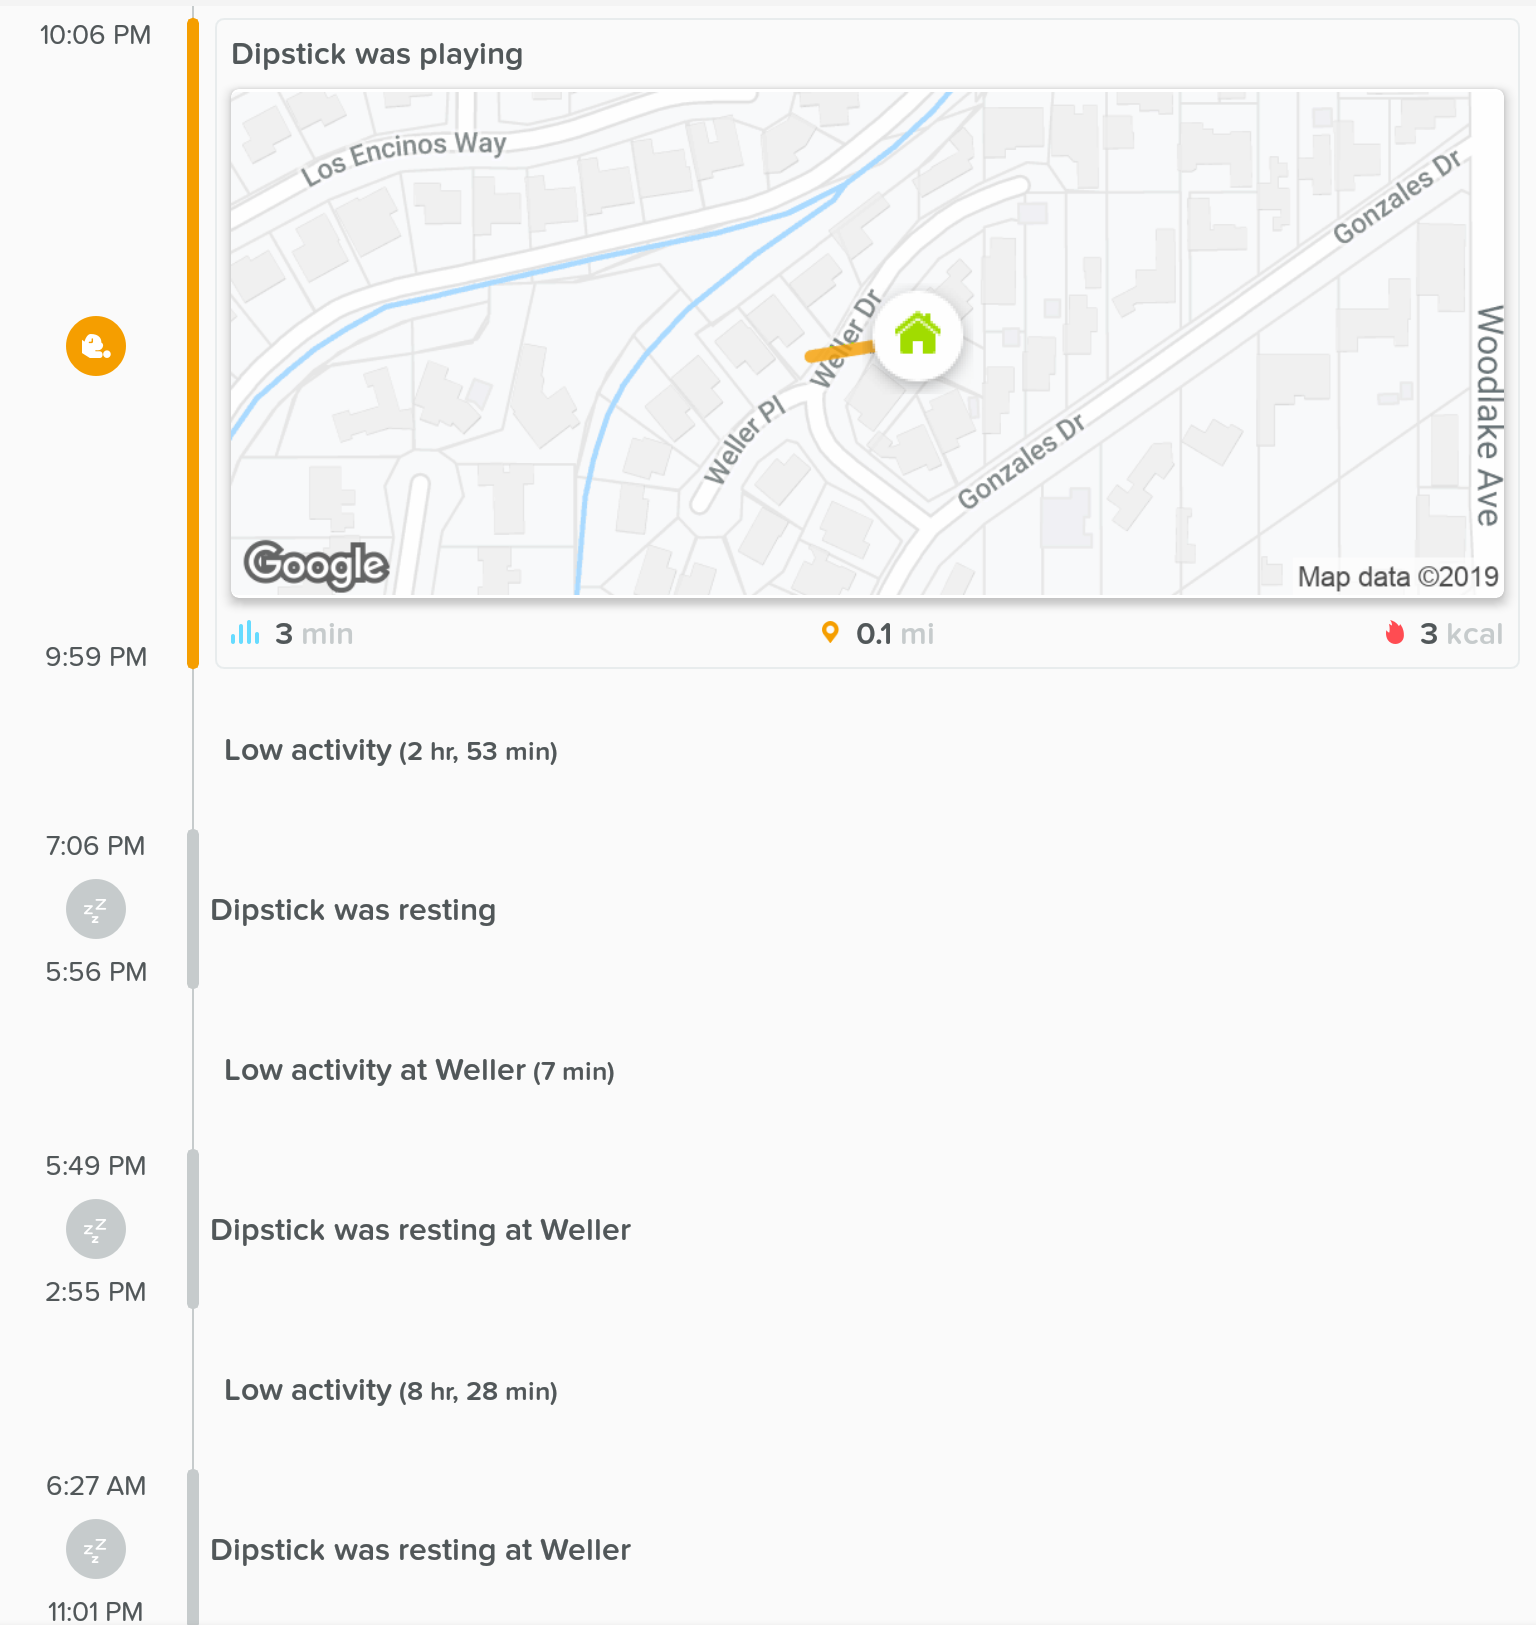 10:06 PM
Dipstick was playing
Los Encinos Way
Gonzales Dr
Weller Dr
Woodlake Ave
Weller Pl
Gonzales Dr
Google
Map data ©2019
3 min
0.1 mi
3 kcal
9:59 PM
Low activity (2 hr, 53 min)
7:06 PM
zZz
Dipstick was resting
5:56 PM
Low activity at Weller (7 min)
5:49 PM
zZz
Dipstick was resting at Weller
2:55 PM
Low activity (8 hr, 28 min)
6:27 AM
zZz
Dipstick was resting at Weller
11:01 PM